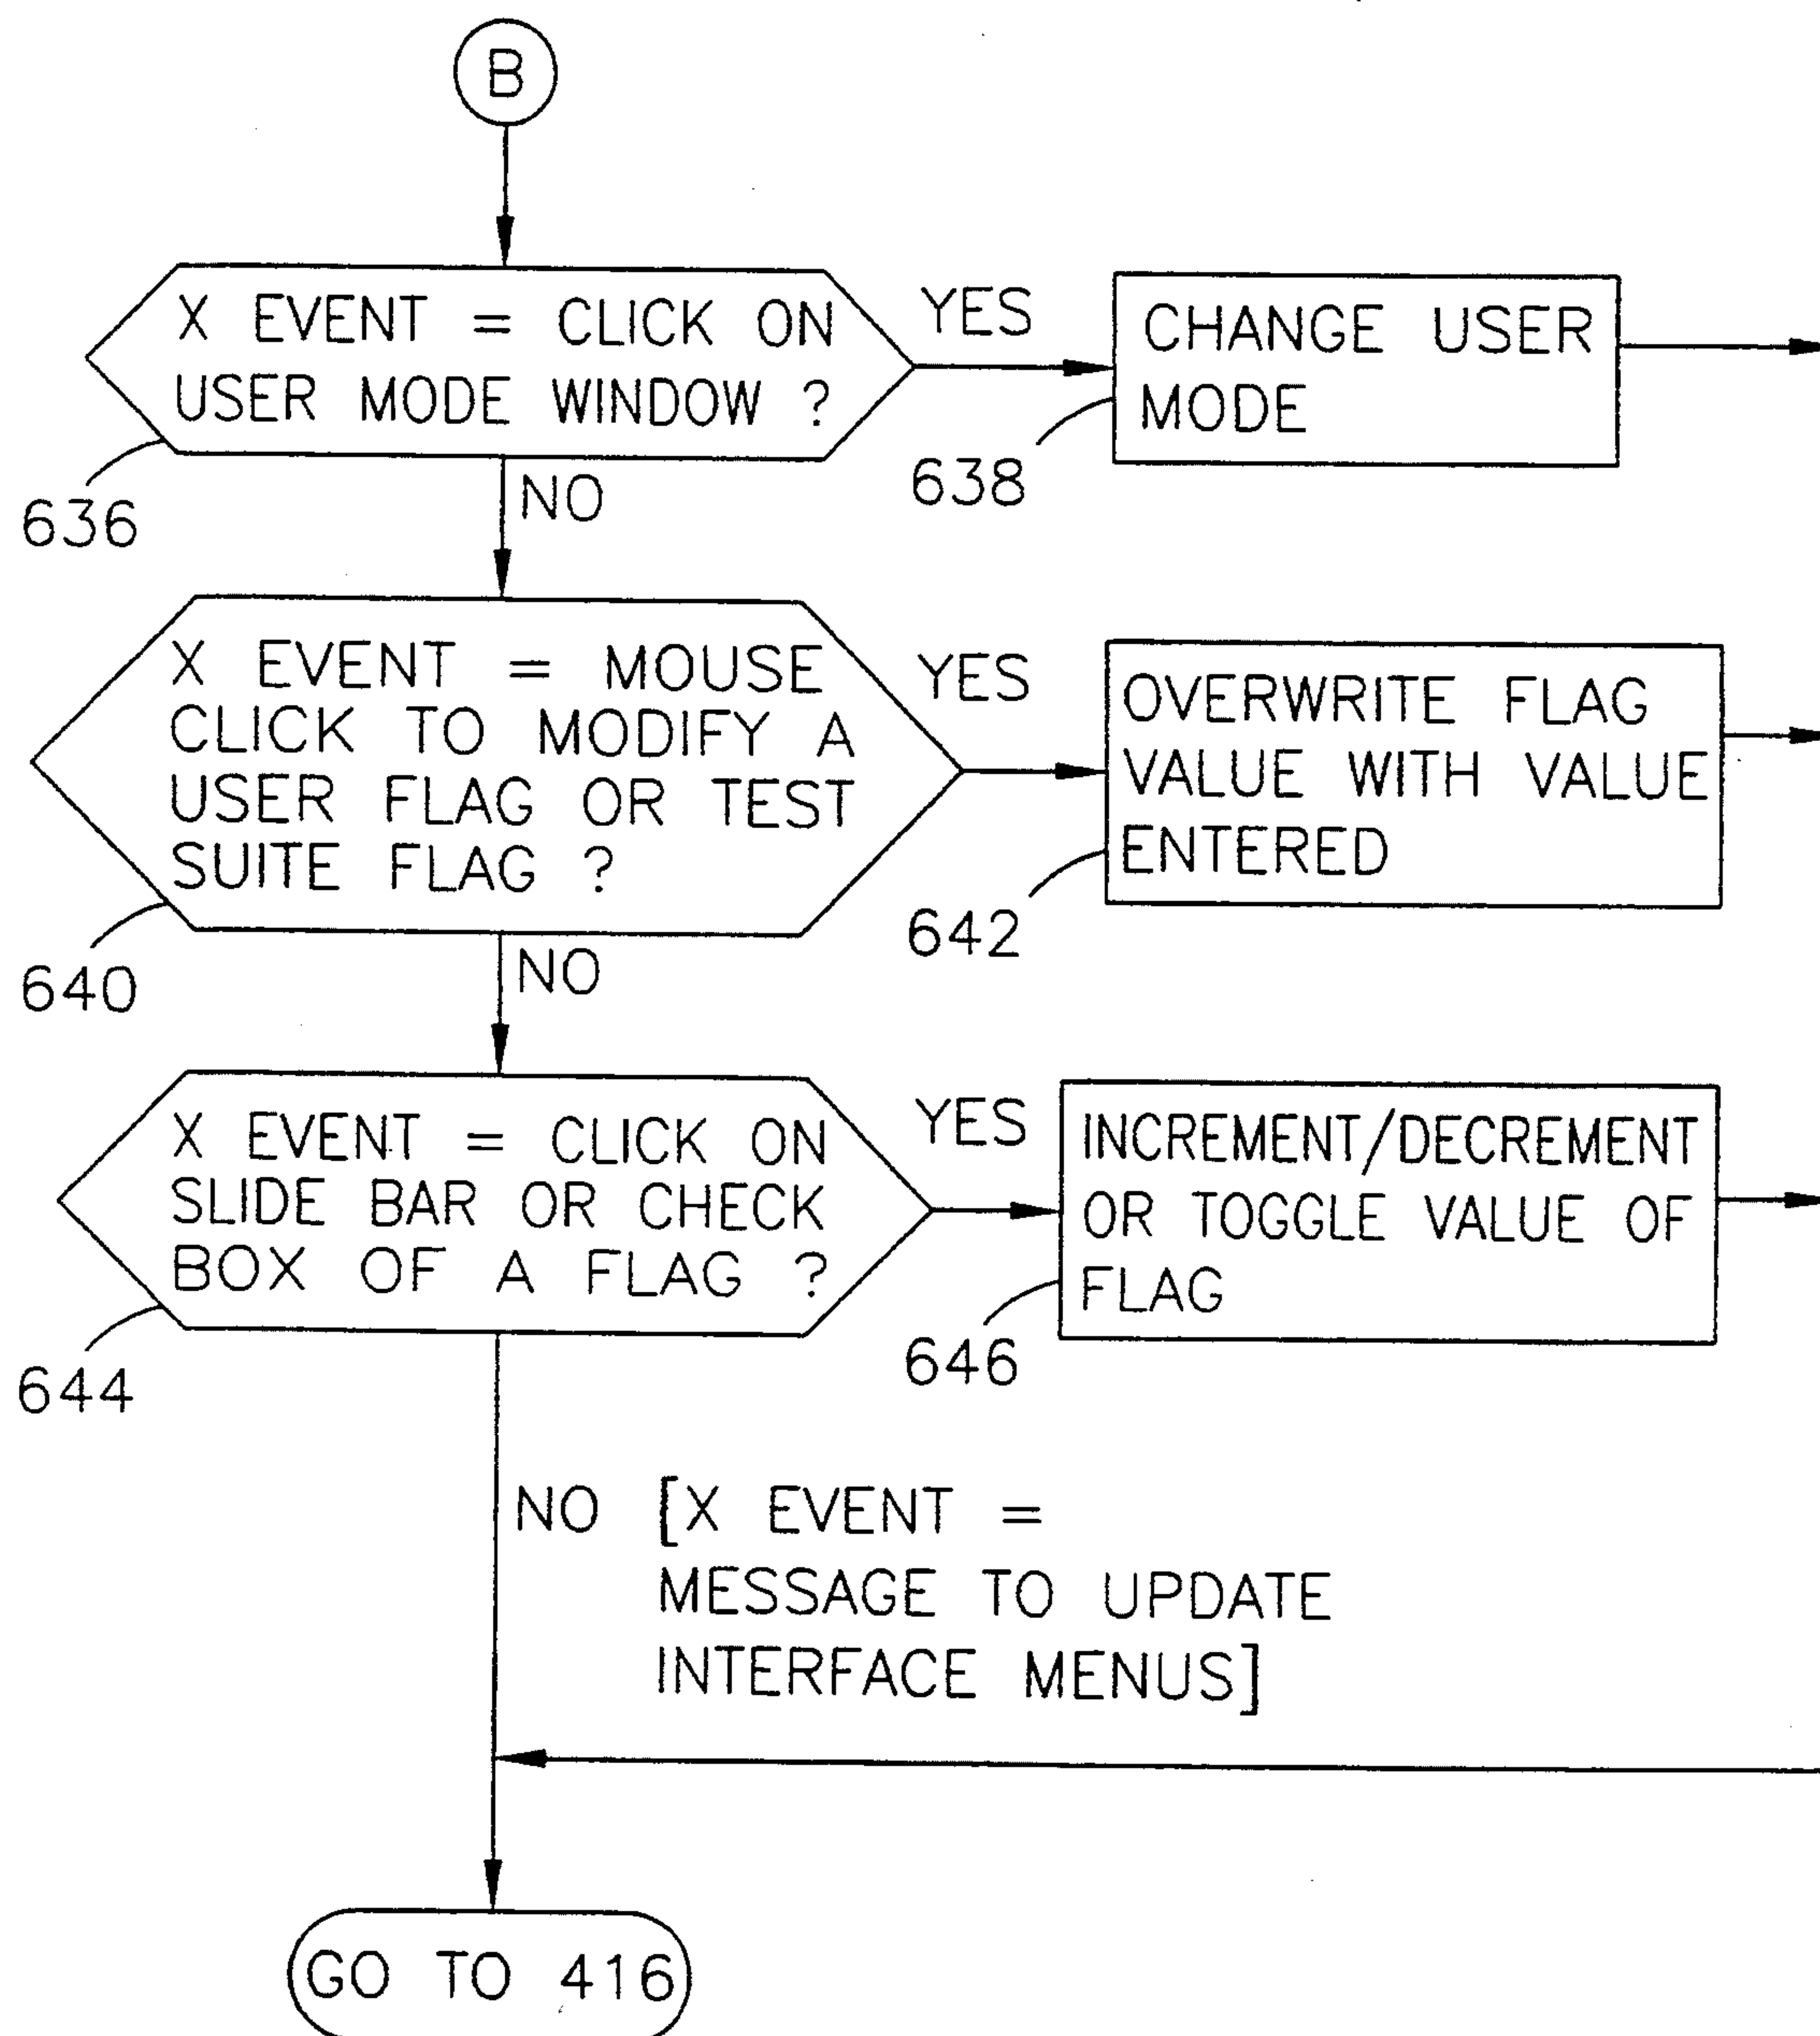 B
X EVENT = CLICK ON
USER MODE WINDOW ?
YES
CHANGE USER
MODE
636
638
NO
X EVENT = MOUSE
CLICK TO MODIFY A
USER FLAG OR TEST
SUITE FLAG ?
YES
OVERWRITE FLAG
VALUE WITH VALUE
ENTERED
640
642
NO
X EVENT = CLICK ON
SLIDE BAR OR CHECK
BOX OF A FLAG ?
YES
INCREMENT/DECREMENT
OR TOGGLE VALUE OF
FLAG
644
646
NO [X EVENT =
MESSAGE TO UPDATE
INTERFACE MENUS]
GO TO 416